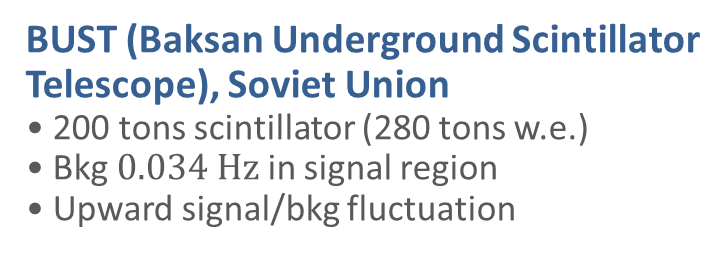 BUST (Baksan Underground Scintillator
Telescope), Soviet Union
• 200 tons scintillator (280 tons w.e.)
• Bkg 0.034 Hz in signal region
• Upward signal/bkg fluctuation